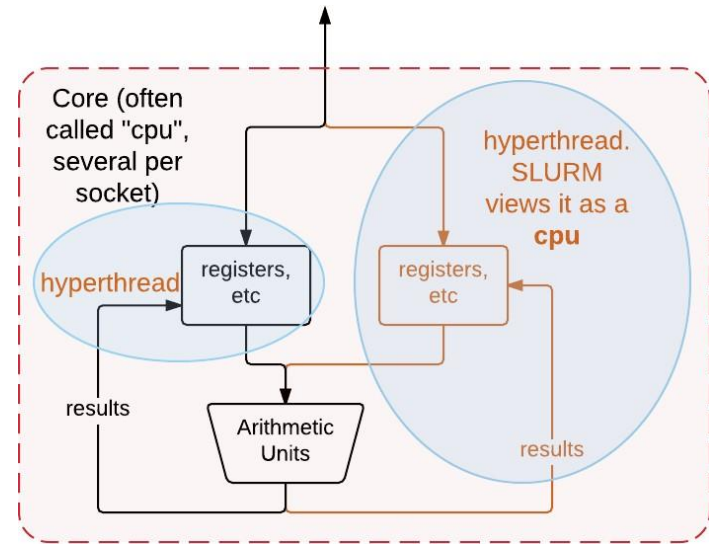 Core (often
called "cpu",
several per
socket)
hyperthread.
SLURM
views it as a
cpu
hyperthread
registers,
etc
registers,
etc
results
Arithmetic
Units
results